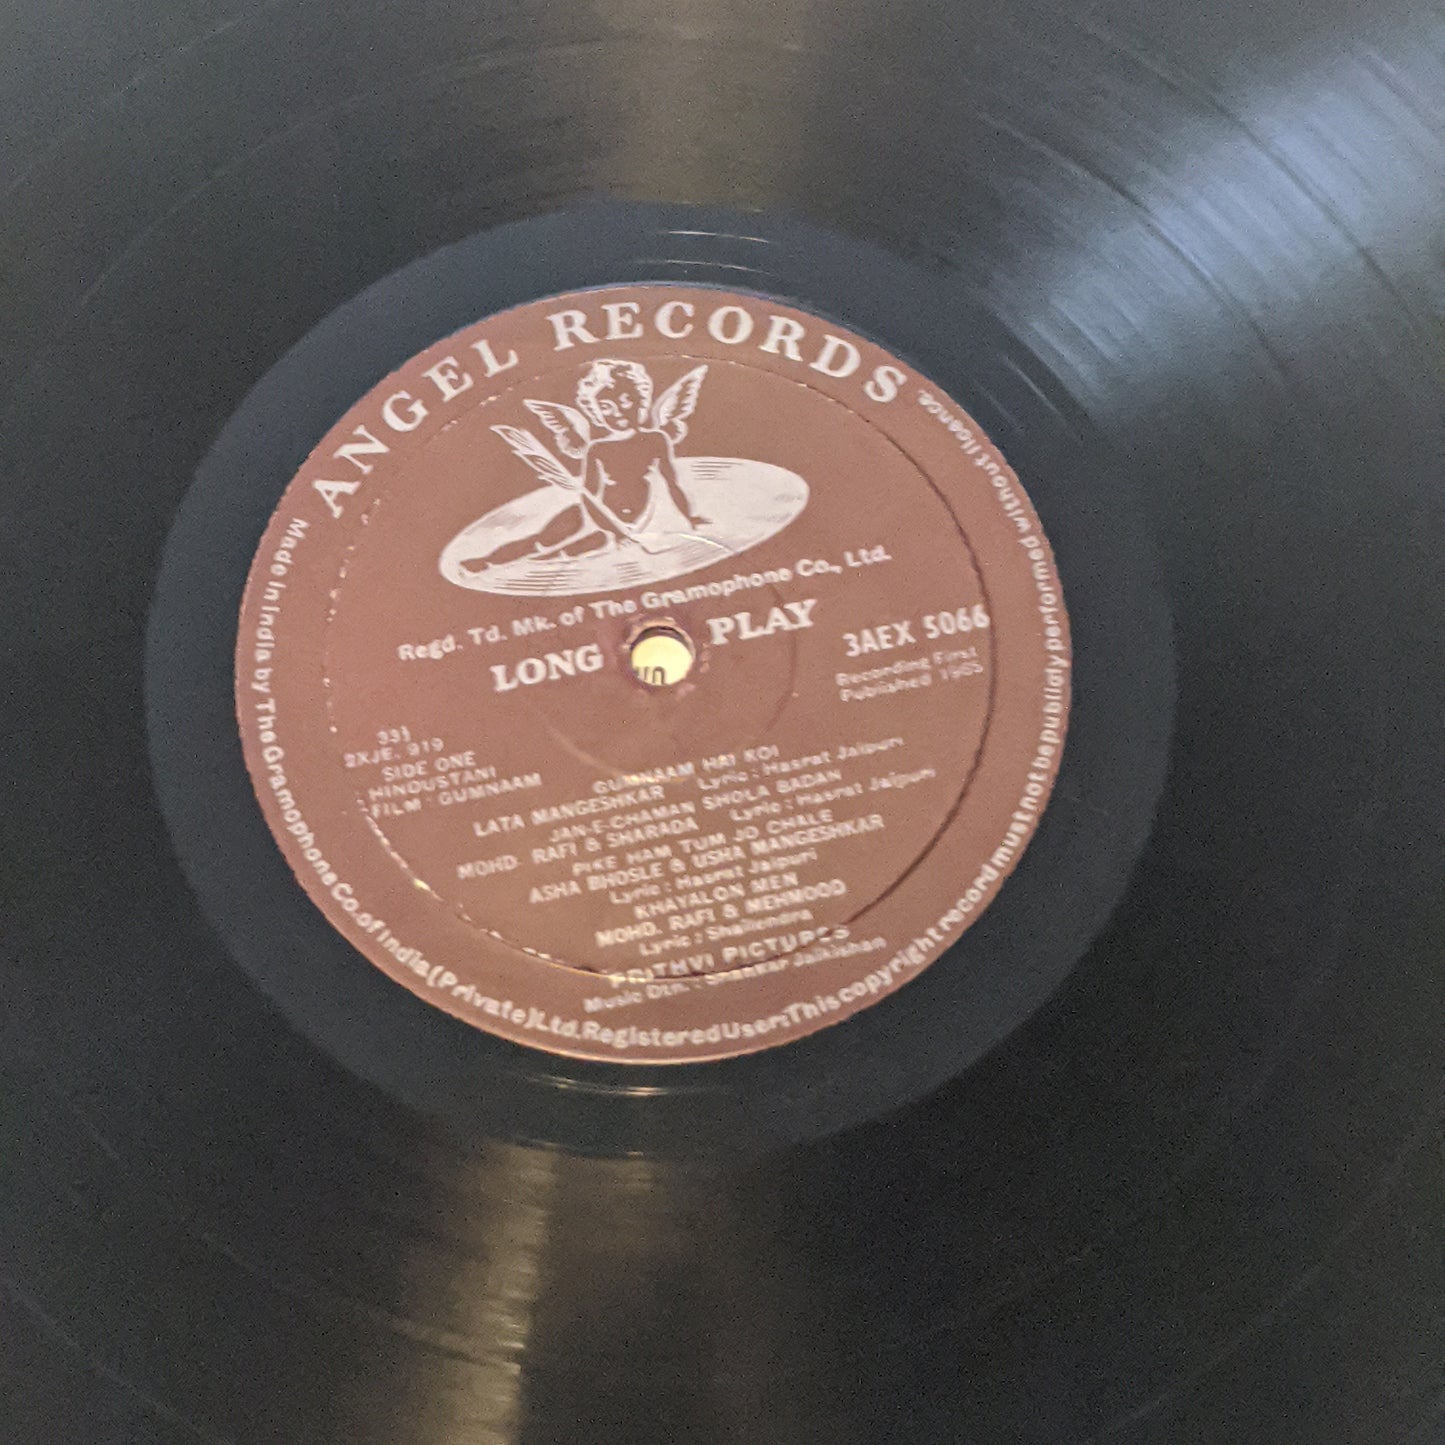 ANGEL RECORDS
Regd. Td. Mk. of The Gramophone Co., Ltd.
LONG PLAY
3AEX 5066
Recording First
Published 1965
33⅓
2XJE. 919
SIDE ONE
HINDUSTANI
FILM : GUMNAAM
GUMNAAM HAI KOI
LATA MANGESHKAR Lyric : Hasrat Jaipuri
JAN-E-CHAMAN SHOLA BADAN
MOHD. RAFI & SHARADA Lyric : Hasrat Jaipuri
PIKE HAM TUM JO CHALE
ASHA BHOSLE & USHA MANGESHKAR
Lyric : Hasrat Jaipuri
KHAYALON MEN
MOHD. RAFI & MEHMOOD
Lyric : Shailendra
PRITHVI PICTURES
Music Dtn. : Shankar Jaikishan
Made in India by The Gramophone Co. of India (Private) Ltd. Registered User: This copyright record must not be publicly performed without licence.